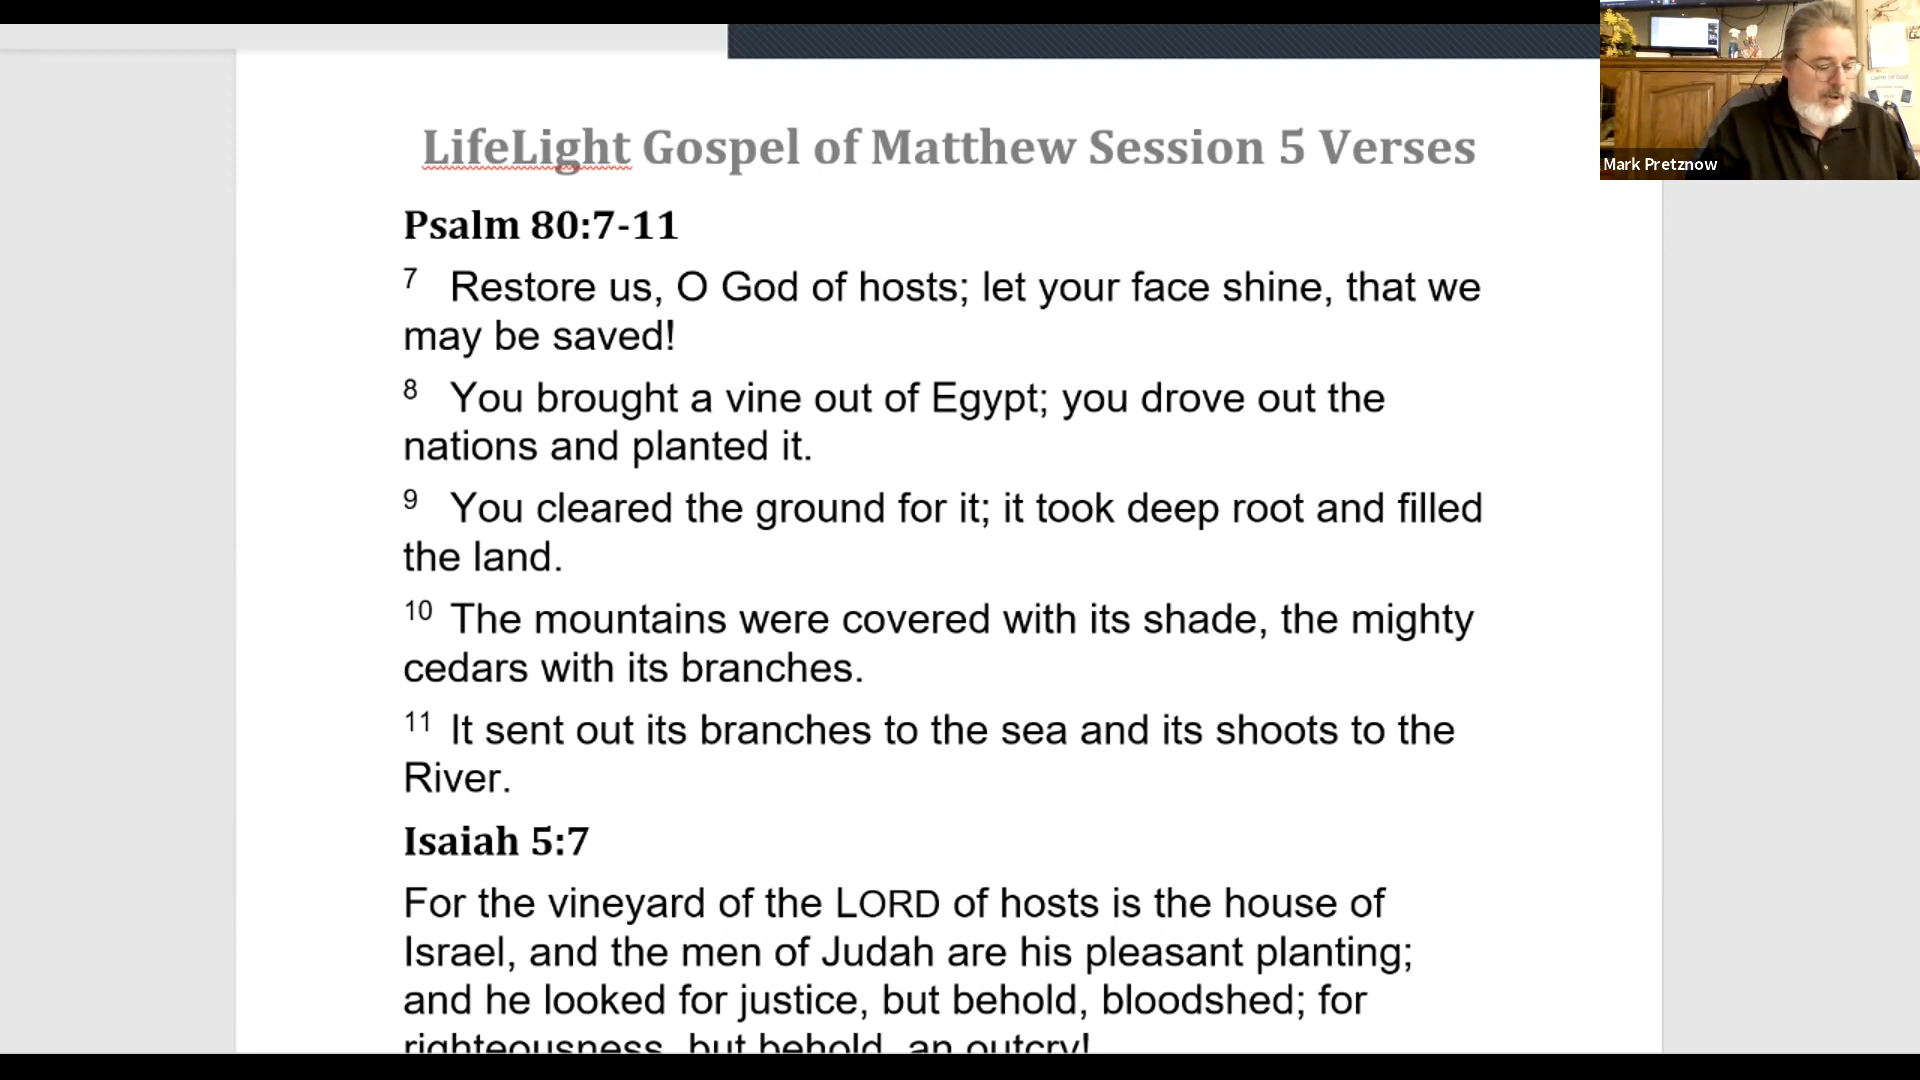 LifeLight Gospel of Matthew Session 5 Verses
Mark Pretznow
Psalm 80:7-11
7 Restore us, O God of hosts; let your face shine, that we
may be saved!
8 You brought a vine out of Egypt; you drove out the
nations and planted it.
9 You cleared the ground for it; it took deep root and filled
the land.
10 The mountains were covered with its shade, the mighty
cedars with its branches.
11 It sent out its branches to the sea and its shoots to the
River.
Isaiah 5:7
For the vineyard of the LORD of hosts is the house of
Israel, and the men of Judah are his pleasant planting;
and he looked for justice, but behold, bloodshed; for
righteousness, but behold, an outcry!